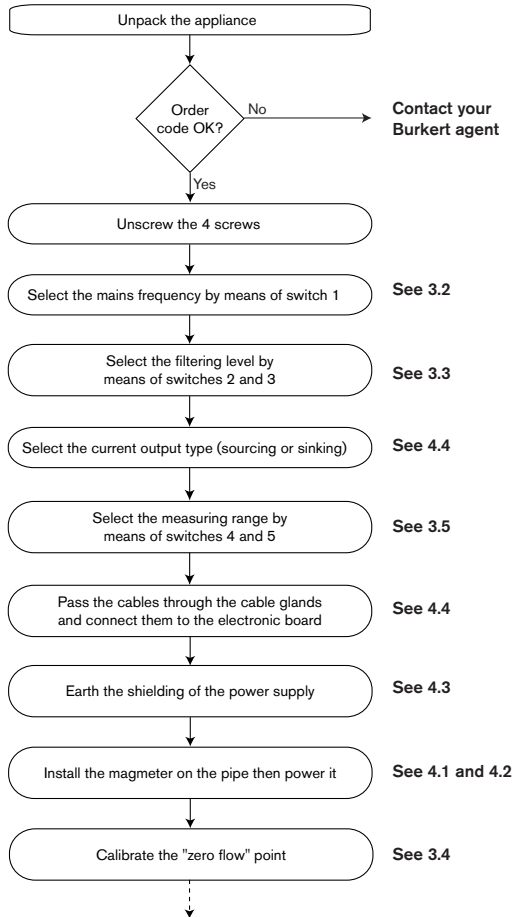 Unpack the appliance
Order
code OK?
No
Contact your
Burkert agent
Yes
Unscrew the 4 screws
Select the mains frequency by means of switch 1
See 3.2
Select the filtering level by
means of switches 2 and 3
See 3.3
Select the current output type (sourcing or sinking)
See 4.4
Select the measuring range by
means of switches 4 and 5
See 3.5
Pass the cables through the cable glands
and connect them to the electronic board
See 4.4
Earth the shielding of the power supply
See 4.3
Install the magmeter on the pipe then power it
See 4.1 and 4.2
Calibrate the "zero flow" point
See 3.4